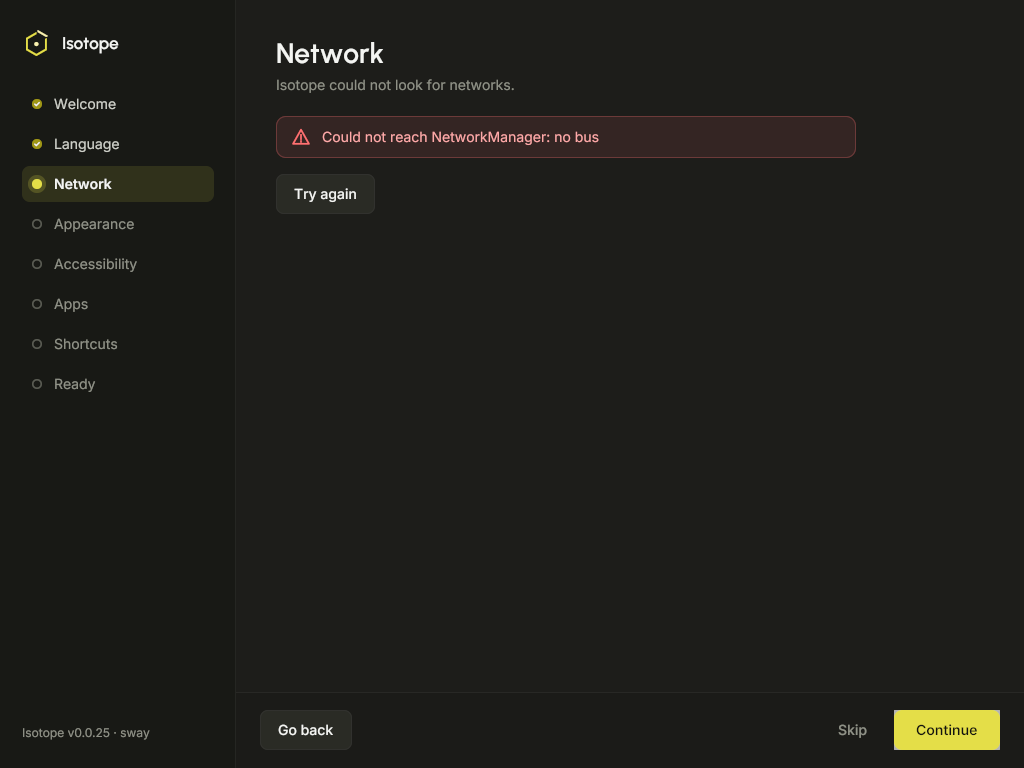 Isotope
Welcome
Language
Network
Appearance
Accessibility
Apps
Shortcuts
Ready
Isotope v0.0.25 · sway
Network
Isotope could not look for networks.
Could not reach NetworkManager: no bus
Try again
Go back
Skip
Continue